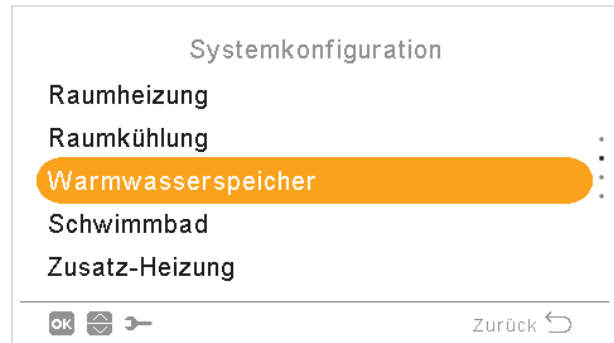 Systemkonfiguration
Raumheizung
Raumkühlung
Warmwasserspeicher
Schwimmbad
Zusatz-Heizung
OK
Zurück